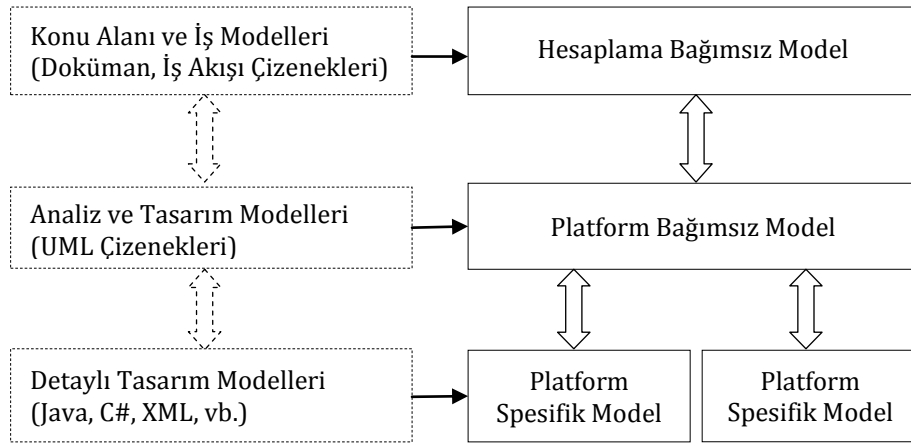 Konu Alanı ve İş Modelleri
(Doküman, İş Akışı Çizenekleri)
Hesaplama Bağımsız Model
Analiz ve Tasarım Modelleri
(UML Çizenekleri)
Platform Bağımsız Model
Detaylı Tasarım Modelleri
(Java, C#, XML, vb.)
Platform
Spesifik Model
Platform
Spesifik Model